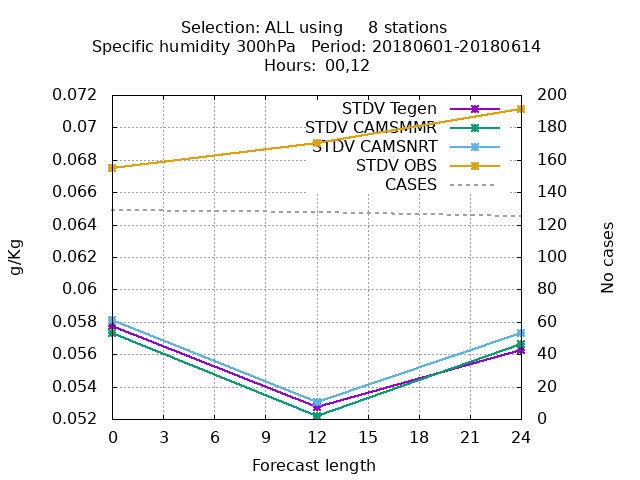 Selection: ALL using     8 stations
Specific humidity 300hPa   Period: 20180601-20180614
Hours: 00,12
0.072
0.07
0.068
0.066
0.064
0.062
0.06
0.058
0.056
0.054
0.052
g/Kg
STDV Tegen
STDV CAMSMMR
STDV CAMSNRT
STDV OBS
CASES
200
180
160
140
120
100
80
60
40
20
0
No cases
0 3 6 9 12 15 18 21 24
Forecast length